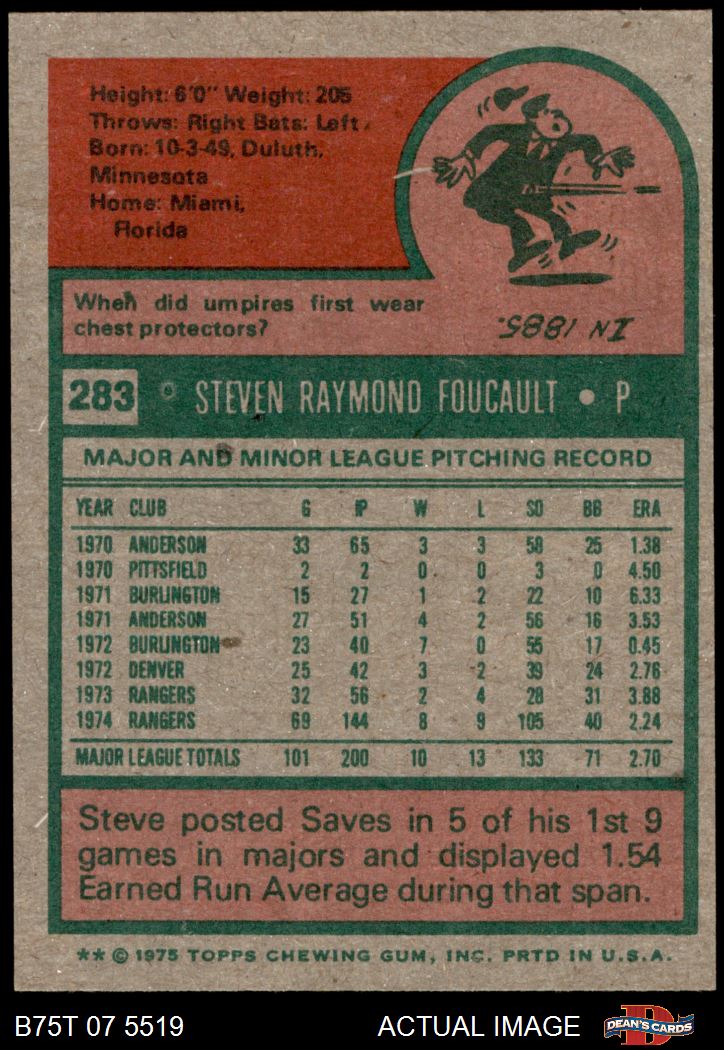 Height: 6'0" Weight: 205
Throws: Right Bats: Left
Born: 10-3-49, Duluth,
Minnesota
Home: Miami,
Florida
When did umpires first wear
chest protectors?
IN 1885.
283 STEVEN RAYMOND FOUCAULT • P
MAJOR AND MINOR LEAGUE PITCHING RECORD
YEAR CLUB G IP W L SO BB ERA
1970 ANDERSON 33 65 3 3 58 25 1.38
1970 PITTSFIELD 2 2 0 0 3 0 4.50
1971 BURLINGTON 15 27 1 2 22 10 6.33
1971 ANDERSON 27 51 4 2 56 16 3.53
1972 BURLINGTON 23 40 7 0 55 17 0.45
1972 DENVER 25 42 3 2 39 24 2.76
1973 RANGERS 32 56 2 4 28 31 3.88
1974 RANGERS 69 144 8 9 105 40 2.24
MAJOR LEAGUE TOTALS 101 200 10 13 133 71 2.70
Steve posted Saves in 5 of his 1st 9
games in majors and displayed 1.54
Earned Run Average during that span.
** © 1975 TOPPS CHEWING GUM, INC. PRTD IN U.S.A.
B75T 07 5519 ACTUAL IMAGE DEAN'S CARDS